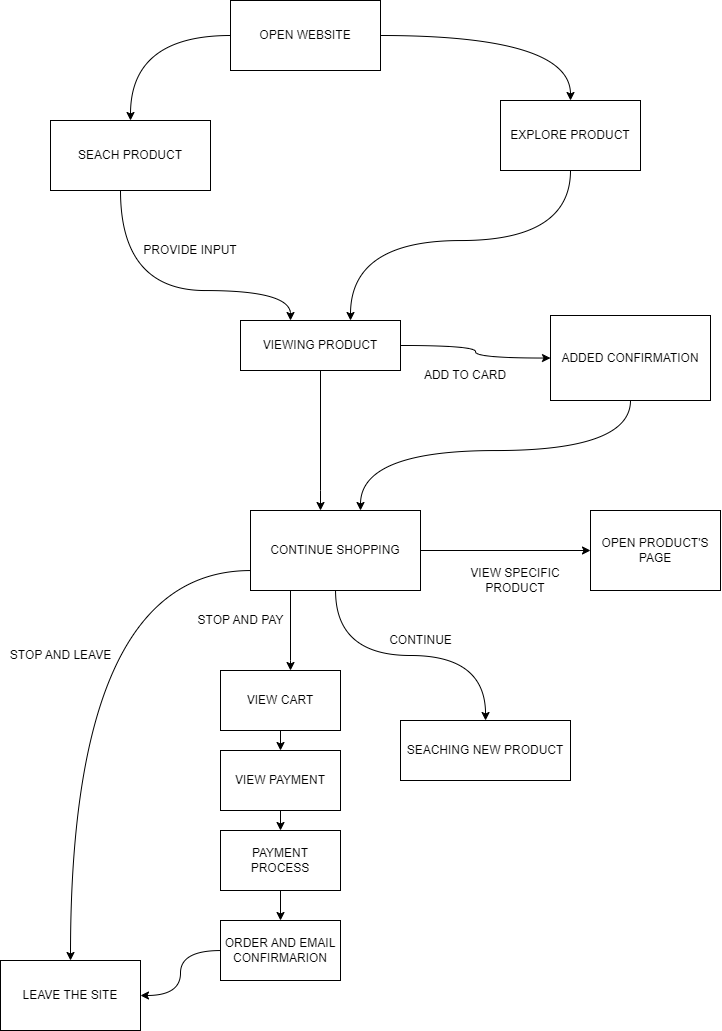 OPEN WEBSITE
EXPLORE PRODUCT
SEACH PRODUCT
PROVIDE INPUT
VIEWING PRODUCT
ADDED CONFIRMATION
ADD TO CARD
CONTINUE SHOPPING
OPEN PRODUCT'S
PAGE
VIEW SPECIFIC
PRODUCT
STOP AND PAY
CONTINUE
STOP AND LEAVE
VIEW CART
SEACHING NEW PRODUCT
VIEW PAYMENT
PAYMENT
PROCESS
ORDER AND EMAIL
CONFIRMARION
LEAVE THE SITE